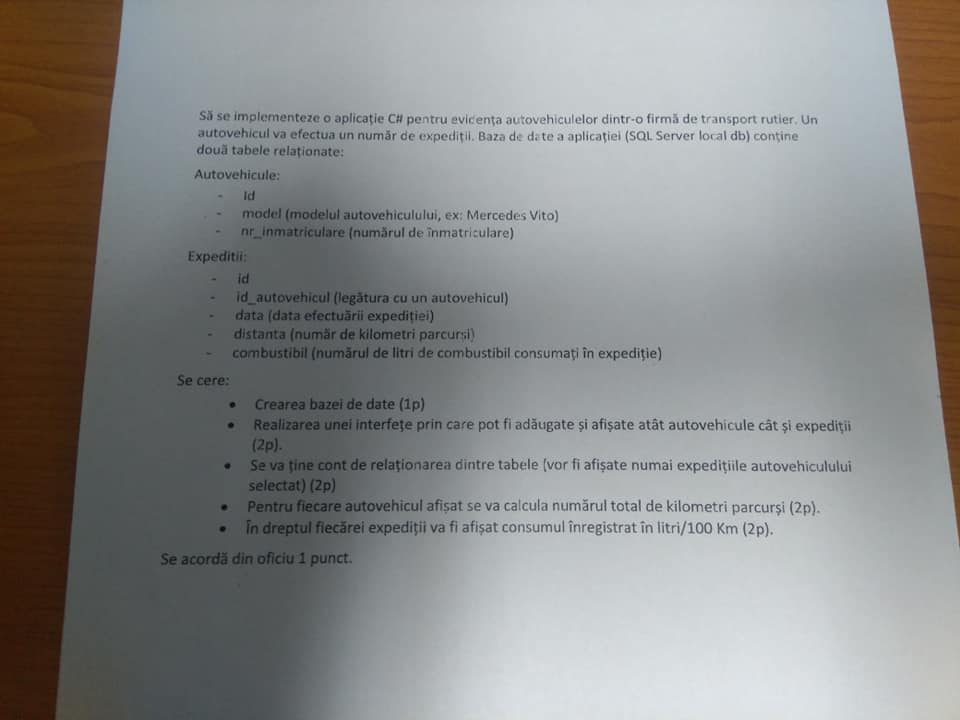 Să se implementeze o aplicație C# pentru evidența autovehiculelor dintr-o firmă de transport rutier. Un
autovehicul va efectua un număr de expediții. Baza de date a aplicației (SQL Server local db) conține
două tabele relaționate:
Autovehicule:
- Id
- model (modelul autovehiculului, ex: Mercedes Vito)
- nr_inmatriculare (numărul de înmatriculare)
Expeditii:
- id
- id_autovehicul (legătura cu un autovehicul)
- data (data efectuării expediției)
- distanta (număr de kilometri parcurși)
- combustibil (numărul de litri de combustibil consumați în expediție)
Se cere:
• Crearea bazei de date (1p)
• Realizarea unei interfețe prin care pot fi adăugate și afișate atât autovehicule cât și expediții
(2p).
• Se va ține cont de relaționarea dintre tabele (vor fi afișate numai expedițiile autovehiculului
selectat) (2p)
• Pentru fiecare autovehicul afișat se va calcula numărul total de kilometri parcurși (2p).
• În dreptul fiecărei expediții va fi afișat consumul înregistrat în litri/100 Km (2p).
Se acordă din oficiu 1 punct.